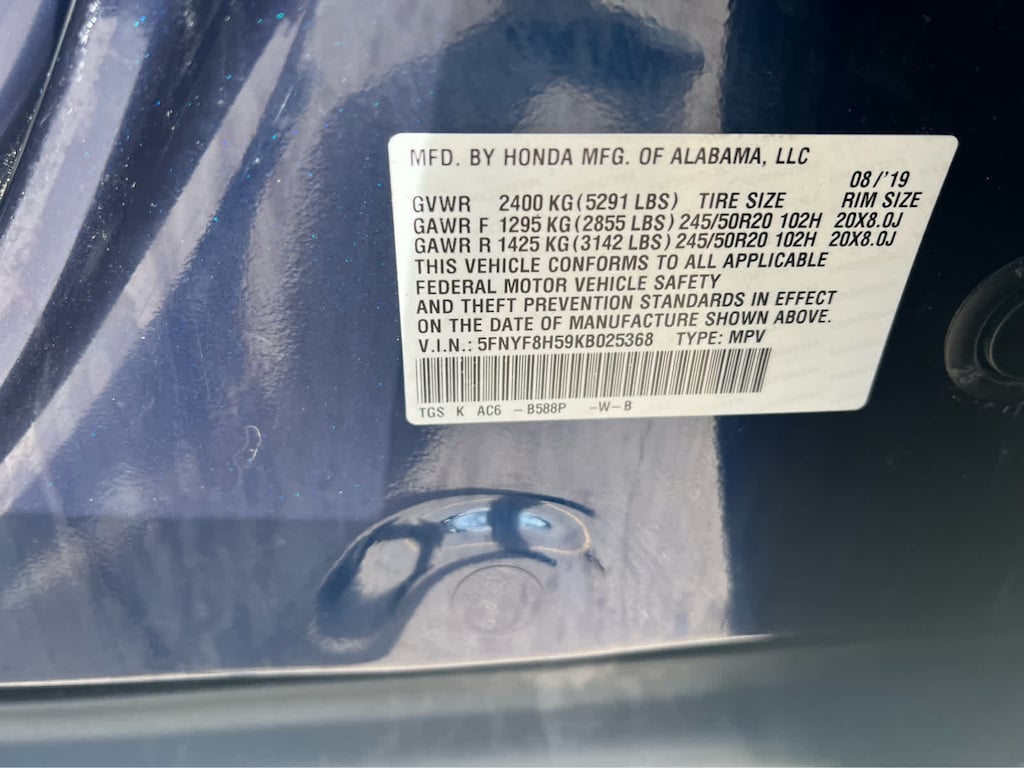 MFD. BY HONDA MFG. OF ALABAMA, LLC
08/'19
GVWR 2400 KG (5291 LBS) TIRE SIZE RIM SIZE
GAWR F 1295 KG (2855 LBS) 245/50R20 102H 20X8.0J
GAWR R 1425 KG (3142 LBS) 245/50R20 102H 20X8.0J
THIS VEHICLE CONFORMS TO ALL APPLICABLE
FEDERAL MOTOR VEHICLE SAFETY
AND THEFT PREVENTION STANDARDS IN EFFECT
ON THE DATE OF MANUFACTURE SHOWN ABOVE.
V.I.N.: 5FNYF8H59KB025368 TYPE: MPV
TGS K AC6 -B588P -W-B